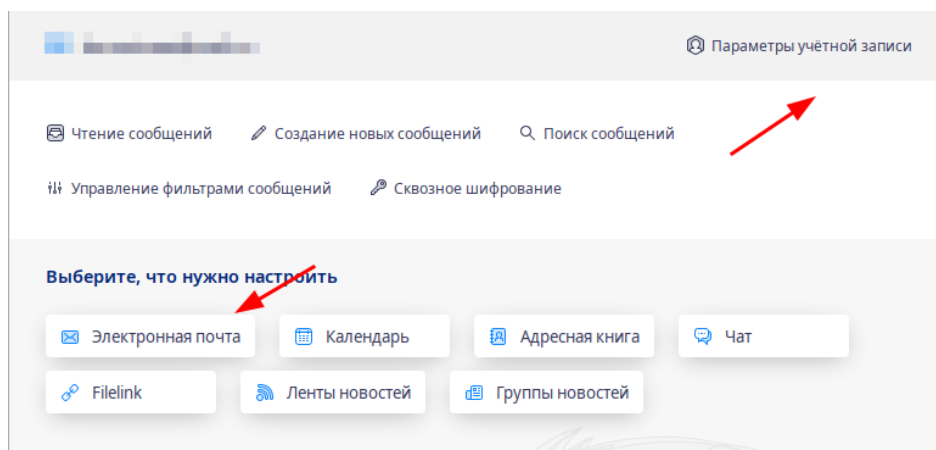 Параметры учётной записи
Чтение сообщений Создание новых сообщений Поиск сообщений
Управление фильтрами сообщений Сквозное шифрование
Выберите, что нужно настроить
Электронная почта Календарь Адресная книга Чат
Filelink Ленты новостей Группы новостей